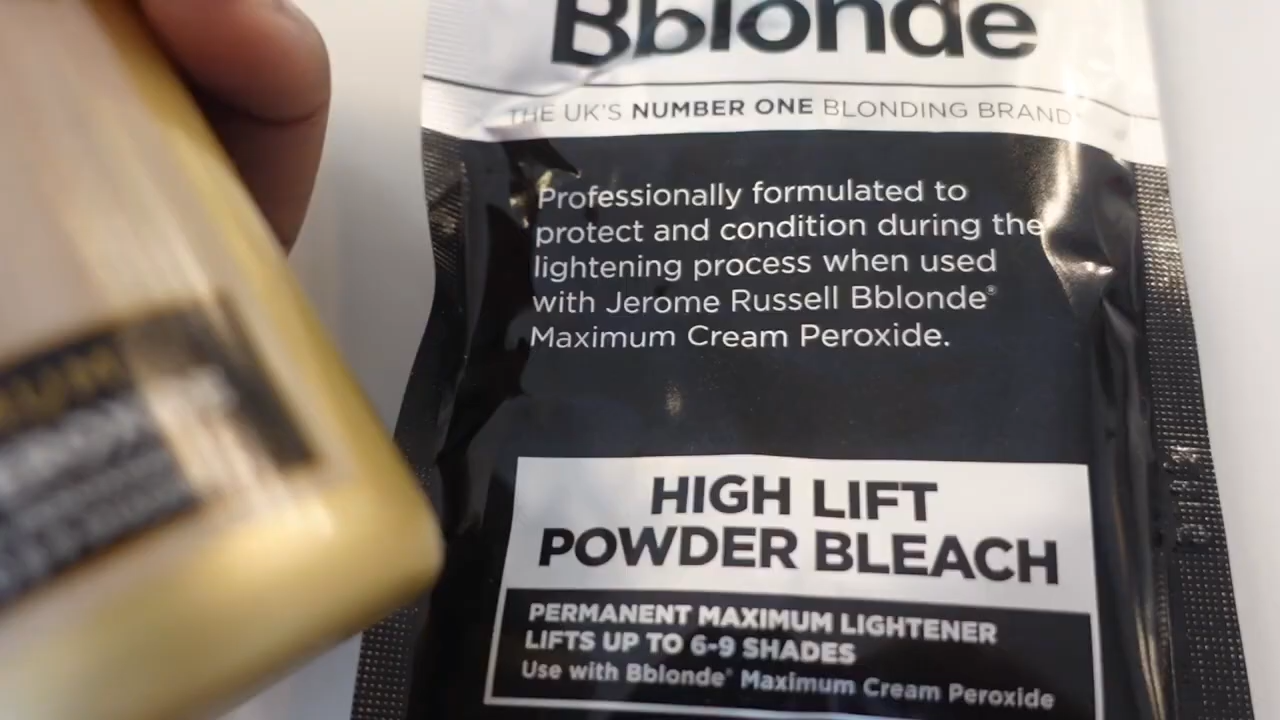 Bblonde
THE UK'S NUMBER ONE BLONDING BRAND
Professionally formulated to
protect and condition during the
lightening process when used
with Jerome Russell Bblonde®
Maximum Cream Peroxide.
HIGH LIFT
POWDER BLEACH
PERMANENT MAXIMUM LIGHTENER
LIFTS UP TO 6-9 SHADES
Use with Bblonde® Maximum Cream Peroxide